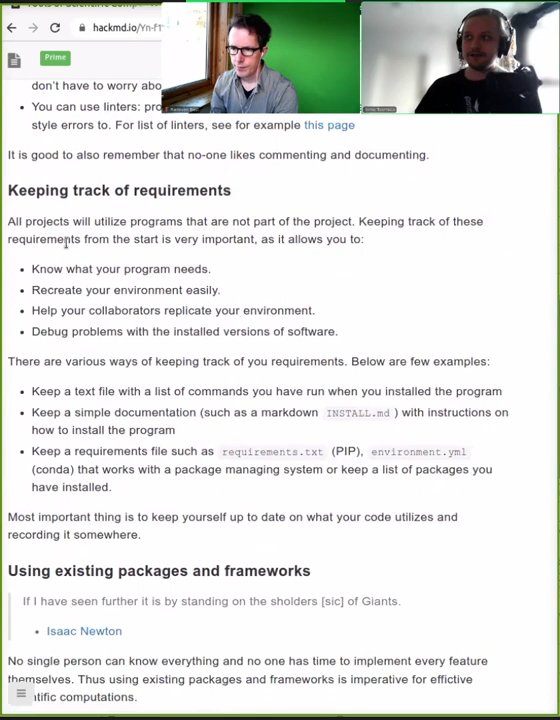 hackmd.io/Yn-f1
Prime
don't have to worry abo
You can use linters: pro
style errors to. For list of linters, see for example this page
It is good to also remember that no-one likes commenting and documenting.
Keeping track of requirements
All projects will utilize programs that are not part of the project. Keeping track of these
requirements from the start is very important, as it allows you to:
Know what your program needs.
Recreate your environment easily.
Help your collaborators replicate your environment.
Debug problems with the installed versions of software.
There are various ways of keeping track of you requirements. Below are few examples:
Keep a text file with a list of commands you have run when you installed the program
Keep a simple documentation (such as a markdown INSTALL.md ) with instructions on
how to install the program
Keep a requirements file such as requirements.txt (PIP), environment.yml
(conda) that works with a package managing system or keep a list of packages you
have installed.
Most important thing is to keep yourself up to date on what your code utilizes and
recording it somewhere.
Using existing packages and frameworks
If I have seen further it is by standing on the sholders [sic] of Giants.
Isaac Newton
No single person can know everything and no one has time to implement every feature
themselves. Thus using existing packages and frameworks is imperative for effictive
ntific computations.